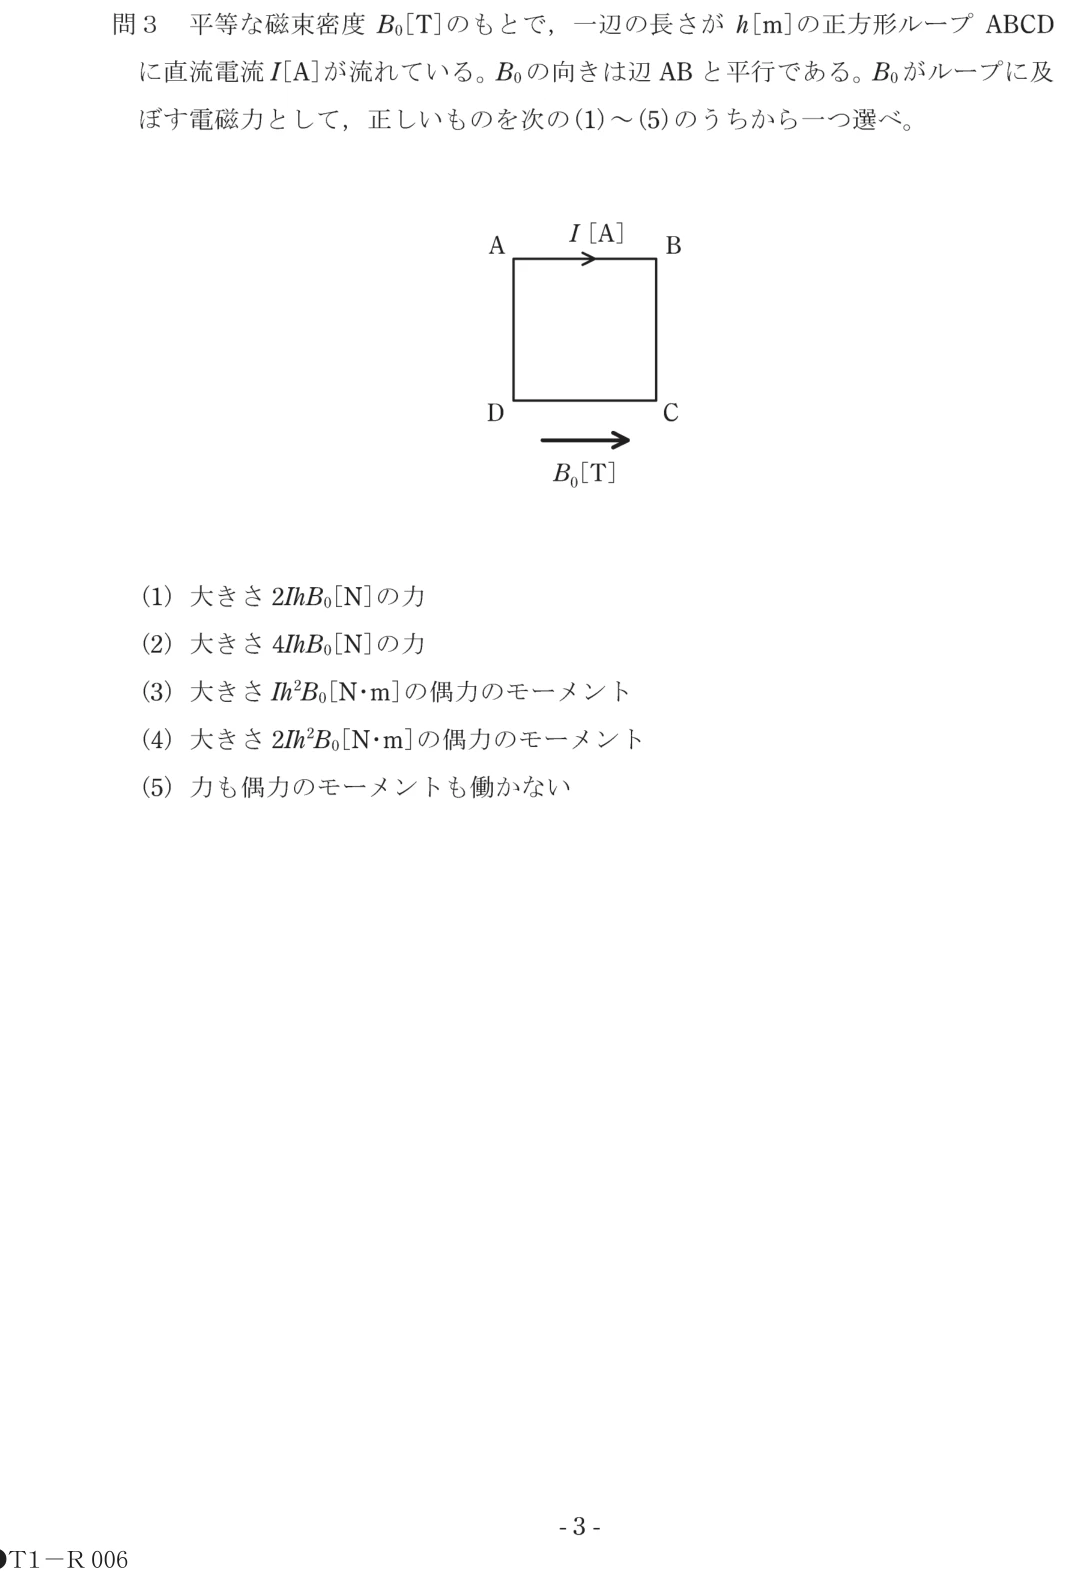 問３　平等な磁束密度 B₀[T]のもとで，一辺の長さが h[m]の正方形ループ ABCD
に直流電流 I[A]が流れている。B₀の向きは辺 AB と平行である。B₀がループに及
ぼす電磁力として，正しいものを次の(1)～(5)のうちから一つ選べ。
I [A]
A
B
D
C
B₀[T]
(1) 大きさ 2IhB₀[N]の力
(2) 大きさ 4IhB₀[N]の力
(3) 大きさ Ih²B₀[N･m]の偶力のモーメント
(4) 大きさ 2Ih²B₀[N･m]の偶力のモーメント
(5) 力も偶力のモーメントも働かない
- 3 -
●T1－R 006